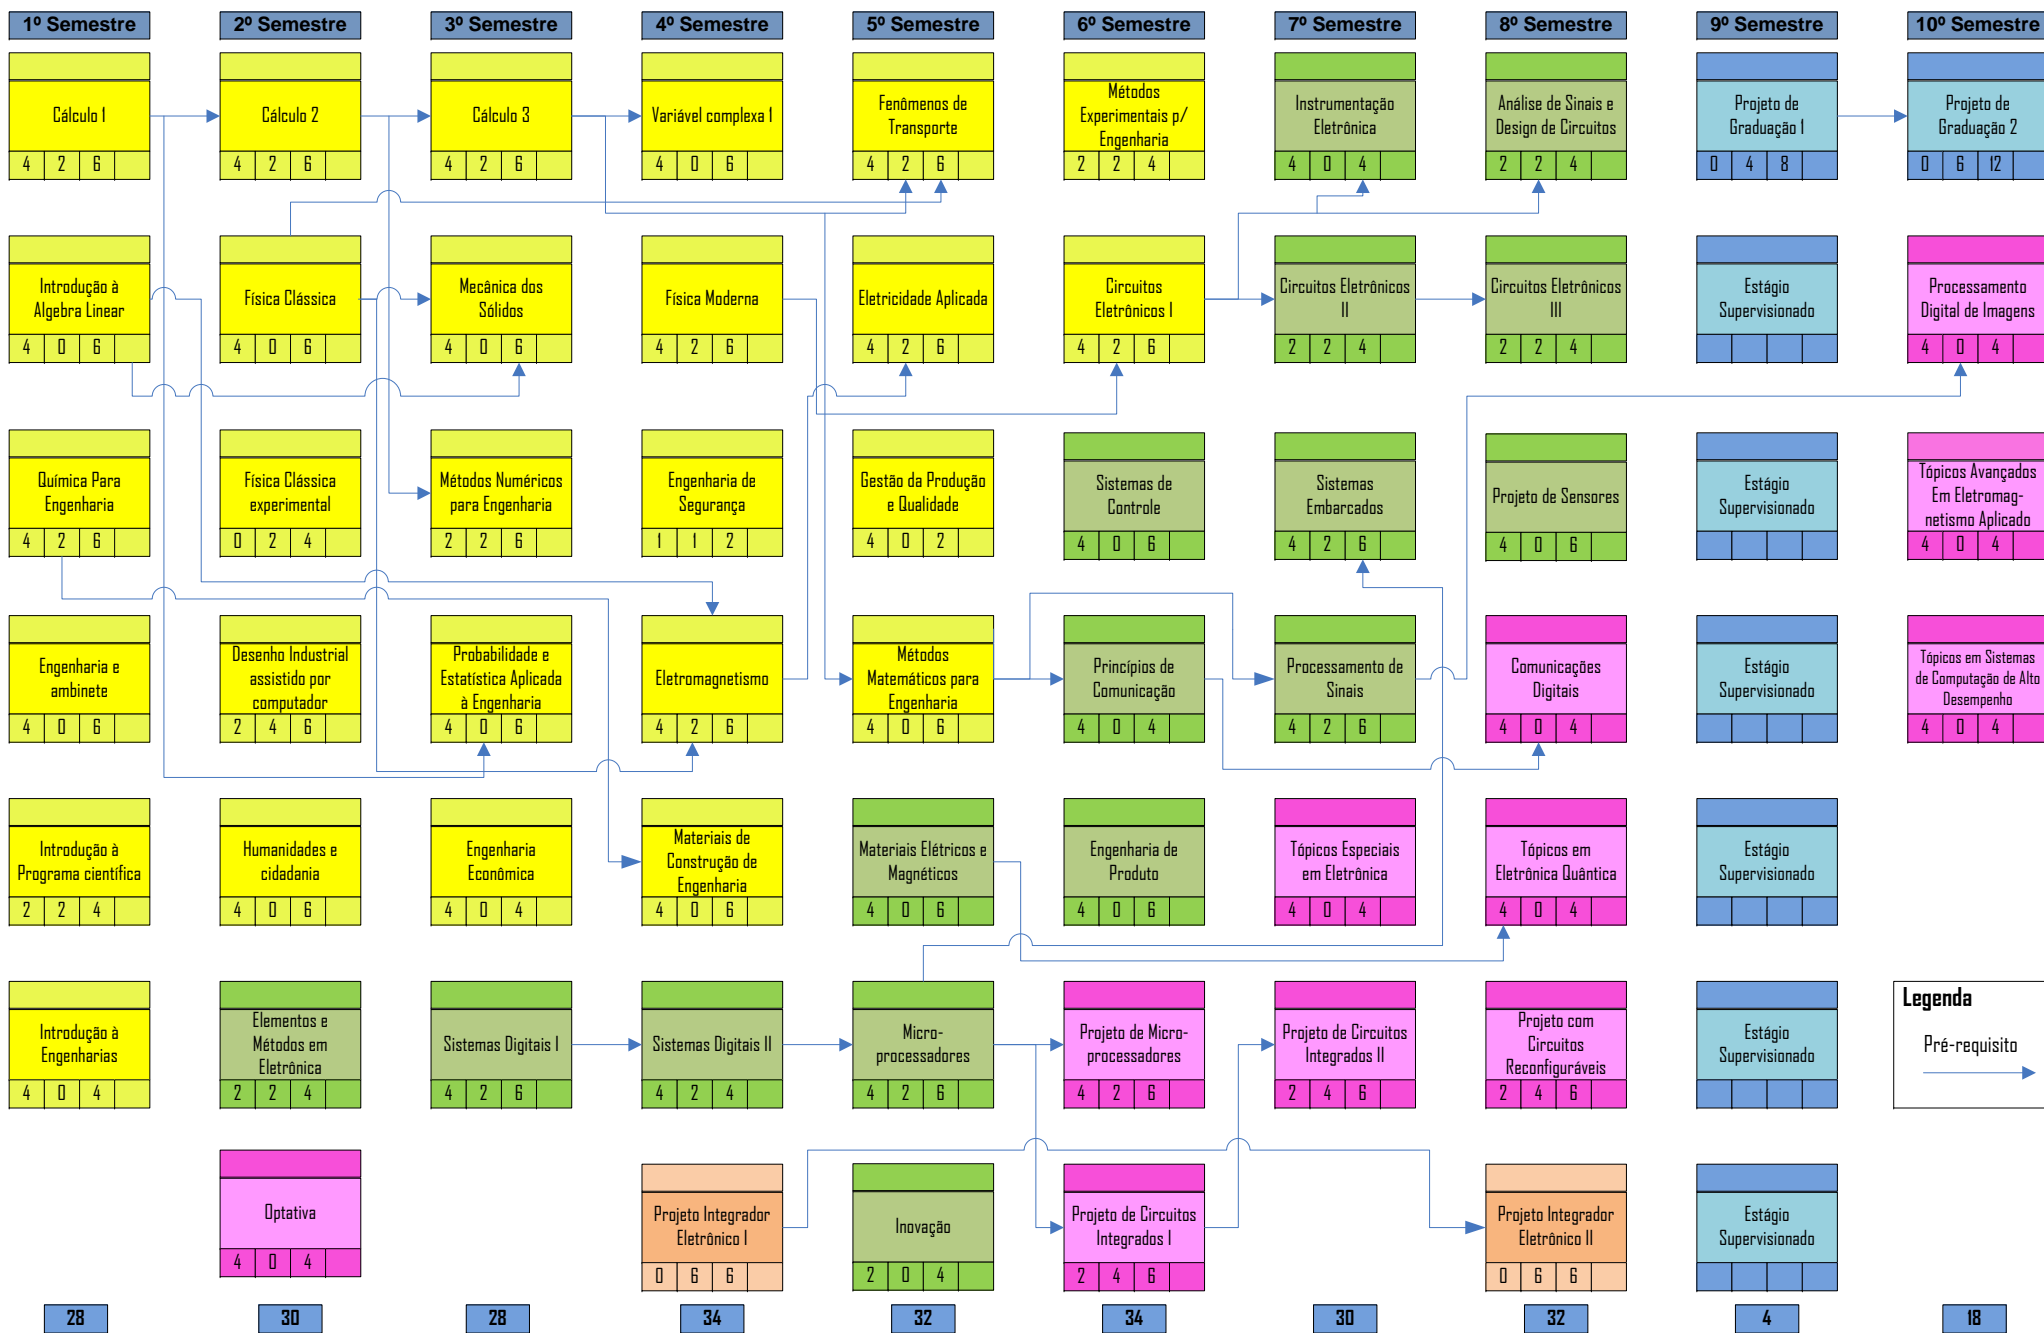 1º Semestre
2º Semestre
3º Semestre
4º Semestre
5º Semestre
6º Semestre
7º Semestre
8º Semestre
9º Semestre
10º Semestre
Cálculo 1
4 2 6
Cálculo 2
4 2 6
Cálculo 3
4 2 6
Variável complexa 1
4 0 6
Fenômenos de
Transporte
4 2 6
Métodos
Experimentais p/
Engenharia
2 2 4
Instrumentação
Eletrônica
4 0 4
Análise de Sinais e
Design de Circuitos
2 2 4
Projeto de
Graduação 1
0 4 8
Projeto de
Graduação 2
0 6 12
Introdução à
Algebra Linear
4 0 6
Física Clássica
4 0 6
Mecânica dos
Sólidos
4 0 6
Física Moderna
4 2 6
Eletricidade Aplicada
4 2 6
Circuitos
Eletrônicos I
4 2 6
Circuitos Eletrônicos
II
2 2 4
Circuitos Eletrônicos
III
2 2 4
Estágio
Supervisionado
Processamento
Digital de Imagens
4 0 4
Química Para
Engenharia
4 2 6
Física Clássica
experimental
0 2 4
Métodos Numéricos
para Engenharia
2 2 6
Engenharia de
Segurança
1 1 2
Gestão da Produção
e Qualidade
4 0 2
Sistemas de
Controle
4 0 6
Sistemas
Embarcados
4 2 6
Projeto de Sensores
4 0 6
Estágio
Supervisionado
Tópicos Avançados
Em Eletromag-
netismo Aplicado
4 0 4
Engenharia e
ambinete
4 0 6
Desenho Industrial
assistido por
computador
2 4 6
Probabilidade e
Estatística Aplicada
à Engenharia
4 0 6
Eletromagnetismo
4 2 6
Métodos
Matemáticos para
Engenharia
4 0 6
Princípios de
Comunicação
4 0 4
Processamento de
Sinais
4 2 6
Comunicações
Digitais
4 0 4
Estágio
Supervisionado
Tópicos em Sistemas
de Computação de Alto
Desempenho
4 0 4
Introdução à
Programa científica
2 2 4
Humanidades e
cidadania
4 0 6
Engenharia
Econômica
4 0 4
Materiais de
Construção de
Engenharia
4 0 6
Materiais Elétricos e
Magnéticos
4 0 6
Engenharia de
Produto
4 0 6
Tópicos Especiais
em Eletrônica
4 0 4
Tópicos em
Eletrônica Quântica
4 0 4
Estágio
Supervisionado
Introdução à
Engenharias
4 0 4
Elementos e
Métodos em
Eletrônica
2 2 4
Sistemas Digitais I
4 2 6
Sistemas Digitais II
4 2 4
Micro-
processadores
4 2 6
Projeto de Micro-
processadores
4 2 6
Projeto de Circuitos
Integrados II
2 4 6
Projeto com
Circuitos
Reconfiguráveis
2 4 6
Estágio
Supervisionado
Legenda
Pré-requisito
Optativa
4 0 4
Projeto Integrador
Eletrônico I
0 6 6
Inovação
2 0 4
Projeto de Circuitos
Integrados I
2 4 6
Projeto Integrador
Eletrônico II
0 6 6
Estágio
Supervisionado
28
30
28
34
32
34
30
32
4
18